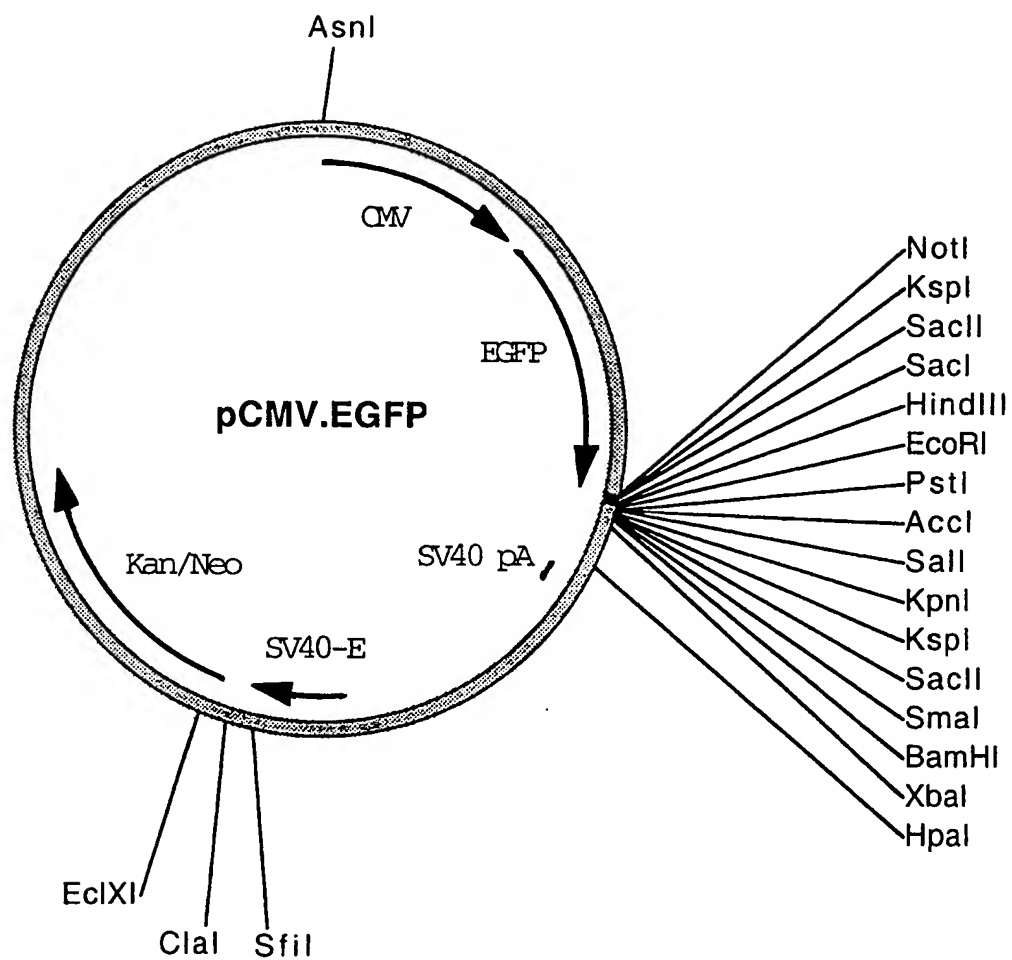 AsnI
CMV
EGFP
pCMV.EGFP
NotI
KspI
SacII
SacI
HindIII
EcoRI
PstI
AccI
SalI
KpnI
KspI
SacII
SmaI
BamHI
XbaI
HpaI
SV40 pA
Kan/Neo
SV40-E
EclXI
ClaI
SfiI